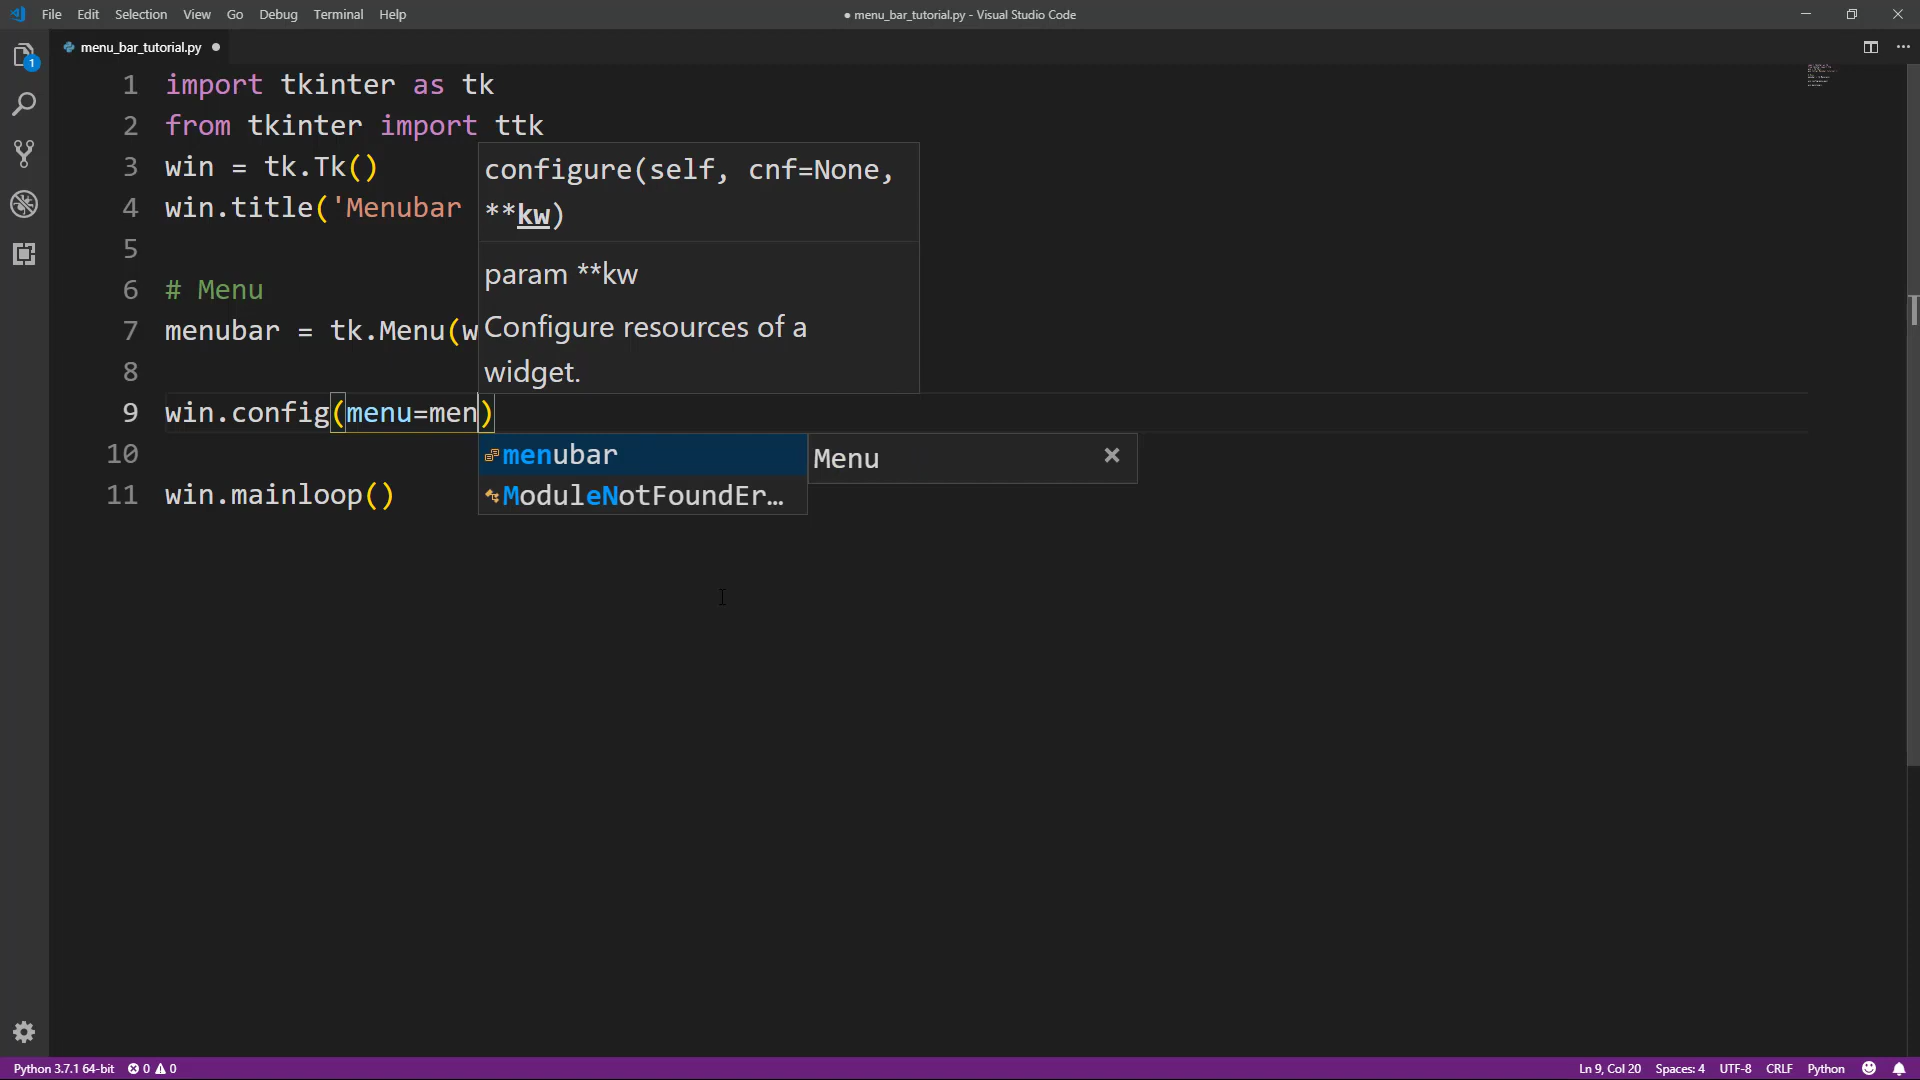 File Edit Selection View Go Debug Terminal Help
● menu_bar_tutorial.py - Visual Studio Code
menu_bar_tutorial.py ●
1
1 import tkinter as tk
2 from tkinter import ttk
3 win = tk.Tk()
4 win.title('Menubar
configure(self, cnf=None,
**kw)
param **kw
Configure resources of a
widget.
5
6 # Menu
7 menubar = tk.Menu(w
8
9 win.config(menu=men)
menubar
Menu
ModuleNotFoundEr…
10
11 win.mainloop()
Python 3.7.1 64-bit 0 0
Ln 9, Col 20 Spaces: 4 UTF-8 CRLF Python